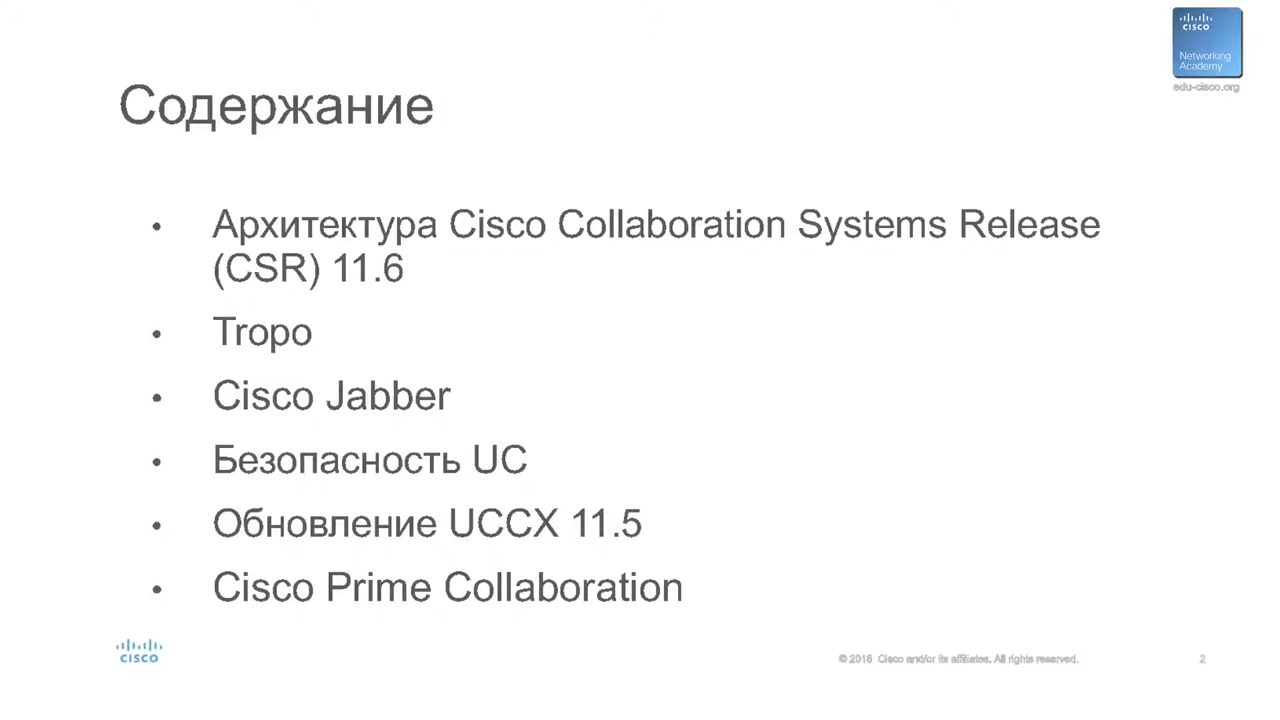 CISCO
Networking
Academy
edu-cisco.org
Содержание
• Архитектура Cisco Collaboration Systems Release
(CSR) 11.6
• Tropo
• Cisco Jabber
• Безопасность UC
• Обновление UCCX 11.5
• Cisco Prime Collaboration
CISCO
© 2016 Cisco and/or its affiliates. All rights reserved.
2